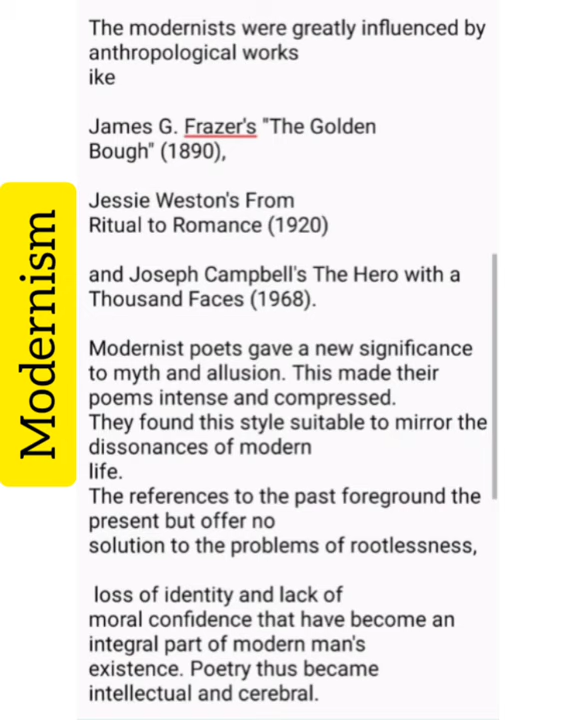 Modernism
The modernists were greatly influenced by
anthropological works
ike
James G. Frazer's "The Golden
Bough" (1890),
Jessie Weston's From
Ritual to Romance (1920)
and Joseph Campbell's The Hero with a
Thousand Faces (1968).
Modernist poets gave a new significance
to myth and allusion. This made their
poems intense and compressed.
They found this style suitable to mirror the
dissonances of modern
life.
The references to the past foreground the
present but offer no
solution to the problems of rootlessness,
loss of identity and lack of
moral confidence that have become an
integral part of modern man's
existence. Poetry thus became
intellectual and cerebral.